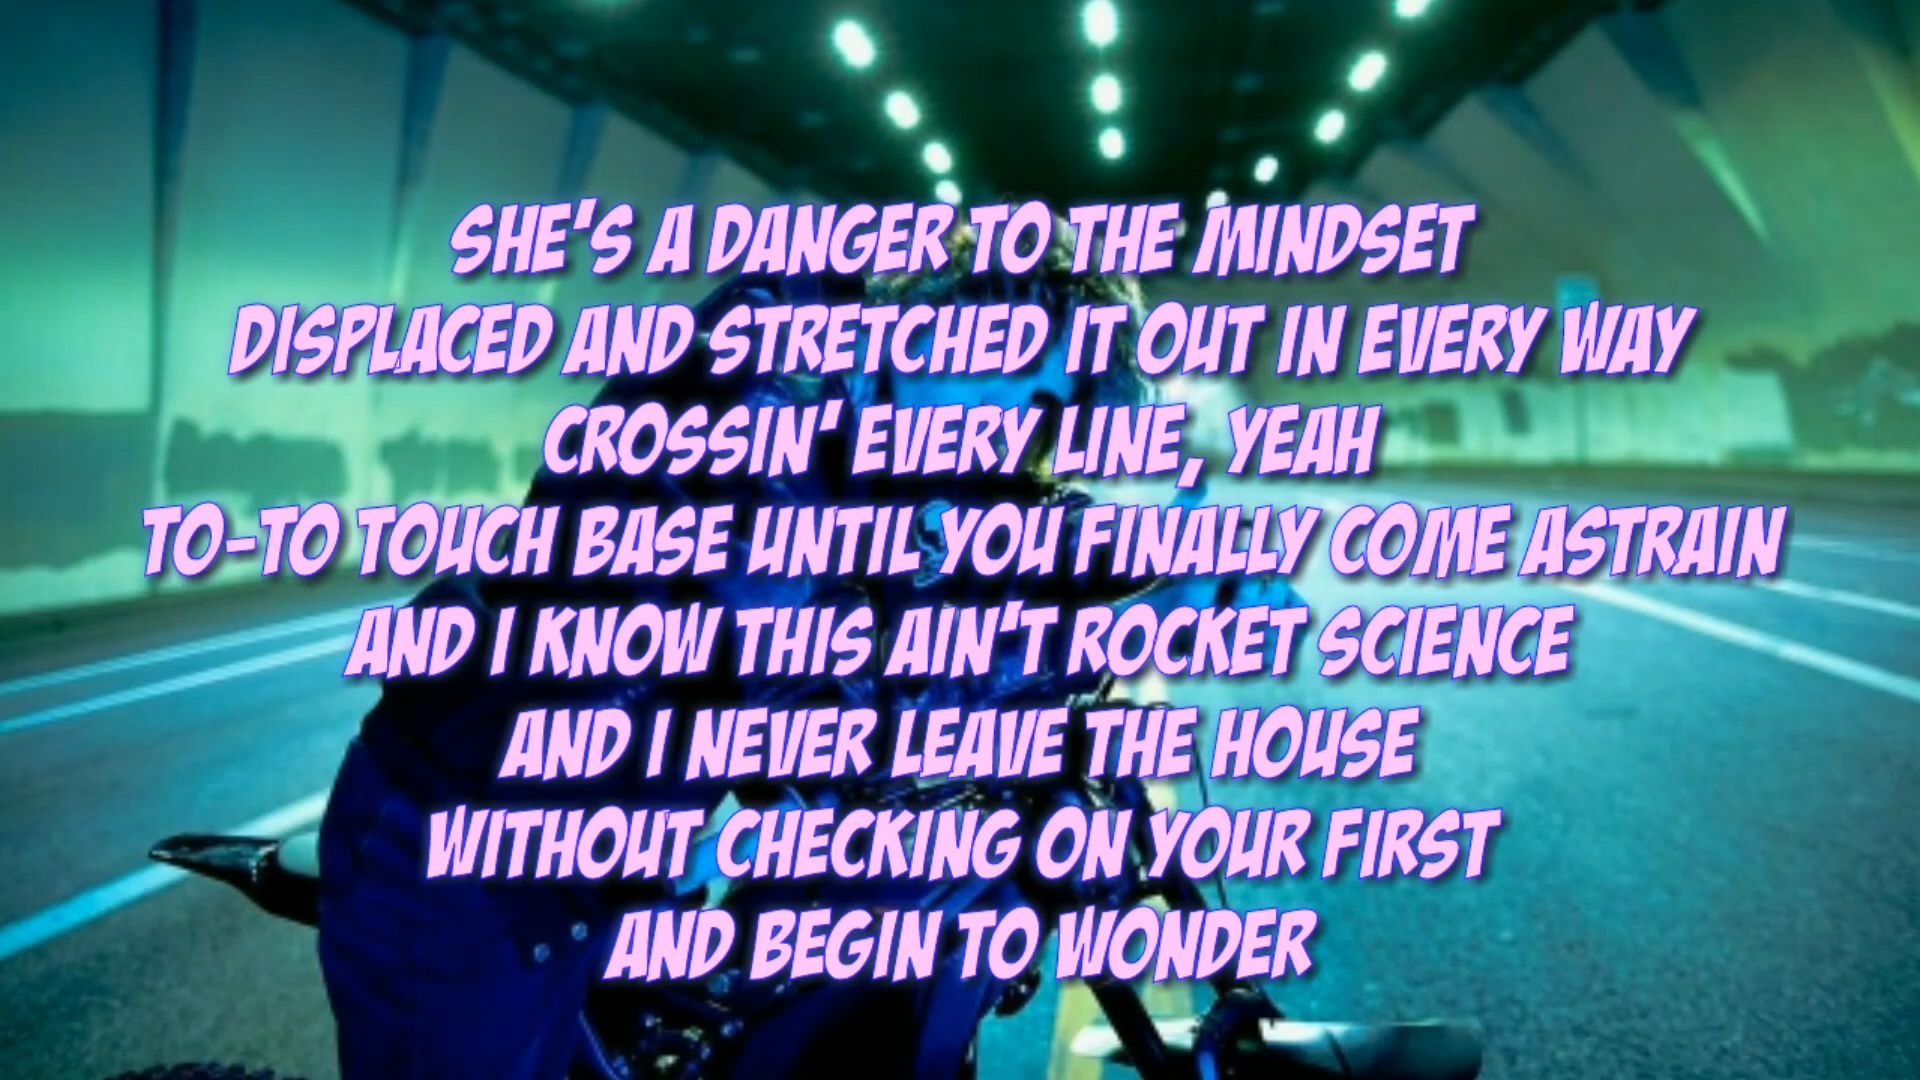 SHE'S A DANGER TO THE MINDSET
DISPLACED AND STRETCHED IT OUT IN EVERY WAY
CROSSIN' EVERY LINE, YEAH
TO-TO TOUCH BASE UNTIL YOU FINALLY COME ASTRAIN
AND I KNOW THIS AIN'T ROCKET SCIENCE
AND I NEVER LEAVE THE HOUSE
WITHOUT CHECKING ON YOUR FIRST
AND BEGIN TO WONDER